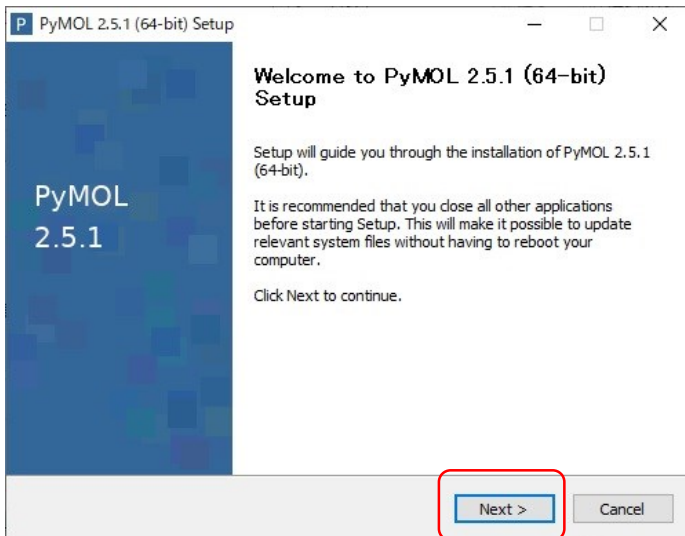 P PyMOL 2.5.1 (64-bit) Setup
Welcome to PyMOL 2.5.1 (64-bit)
Setup
Setup will guide you through the installation of PyMOL 2.5.1
(64-bit).
PyMOL
2.5.1
It is recommended that you close all other applications
before starting Setup. This will make it possible to update
relevant system files without having to reboot your
computer.
Click Next to continue.
Next >
Cancel